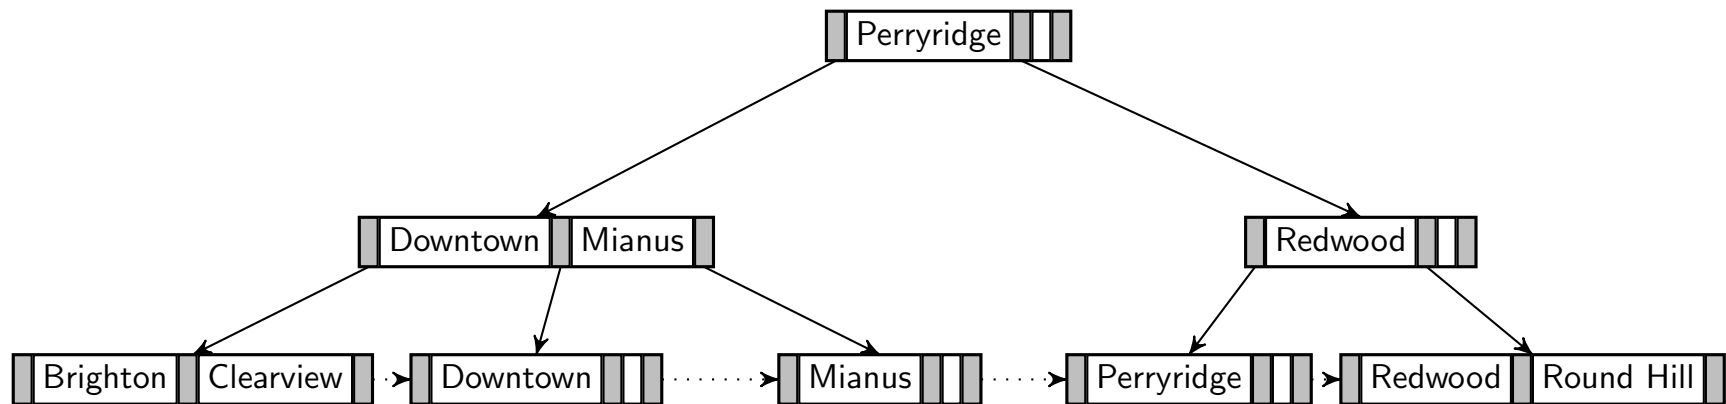 Perryridge
Downtown Mianus Redwood
Brighton Clearview Downtown Mianus Perryridge Redwood Round Hill